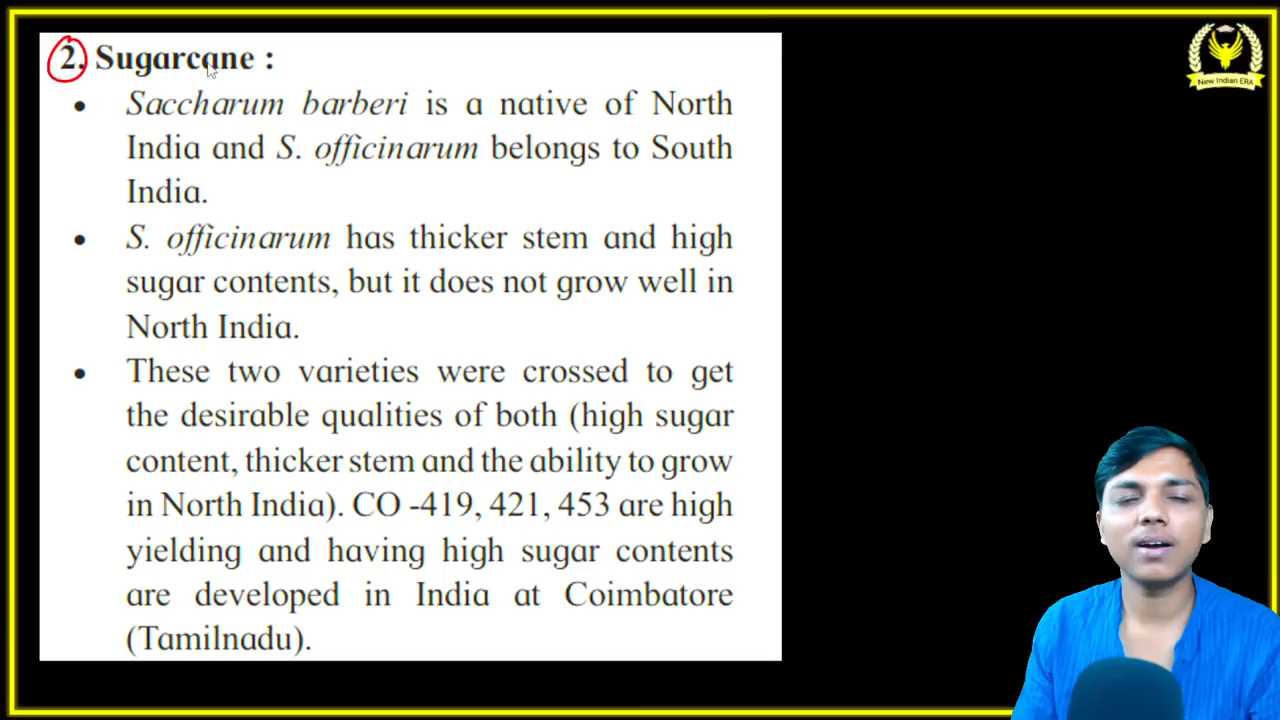 2. Sugarcane :
• Saccharum barberi is a native of North
India and S. officinarum belongs to South
India.
• S. officinarum has thicker stem and high
sugar contents, but it does not grow well in
North India.
• These two varieties were crossed to get
the desirable qualities of both (high sugar
content, thicker stem and the ability to grow
in North India). CO -419, 421, 453 are high
yielding and having high sugar contents
are developed in India at Coimbatore
(Tamilnadu).
New Indian ERA